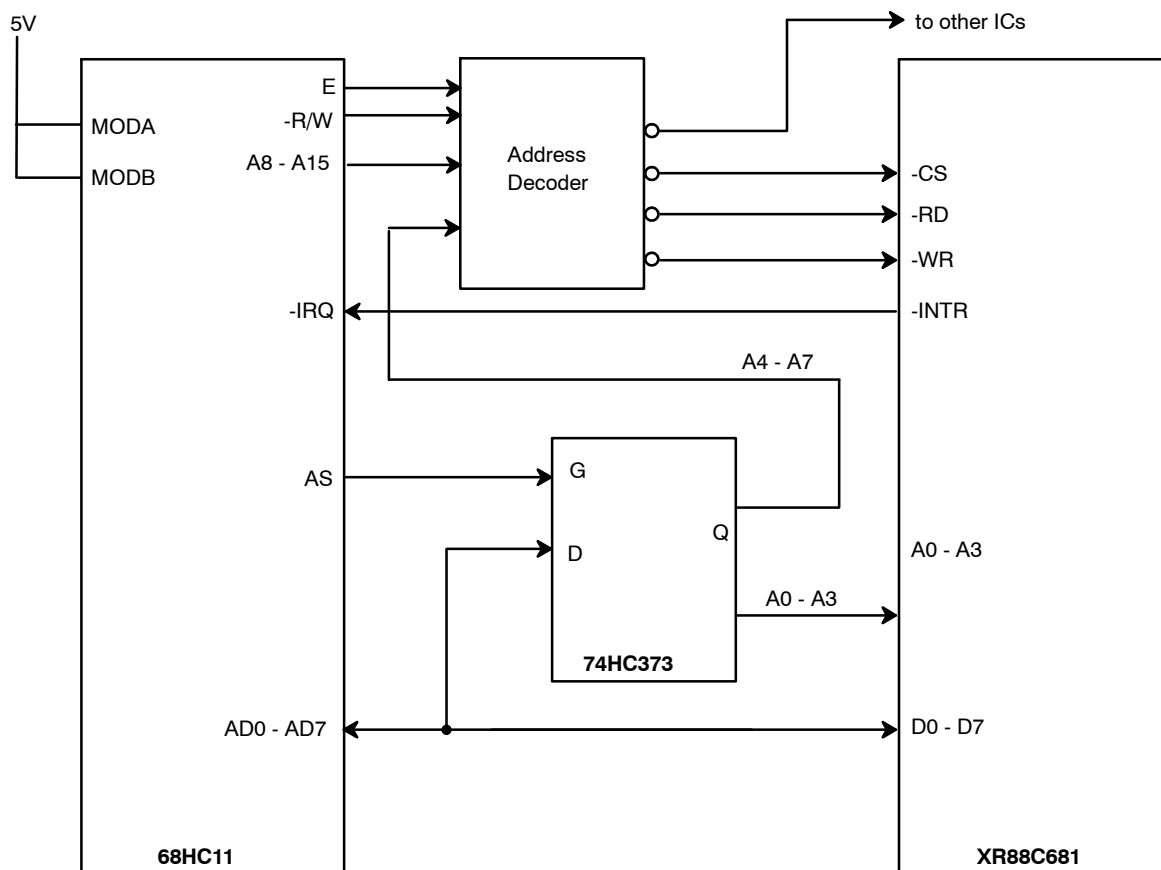 5V
to other ICs
E
-R/W
A8 - A15
MODA
MODB
Address
Decoder
-CS
-RD
-WR
-IRQ
-INTR
A4 - A7
AS
G
D
Q
A0 - A3
A0 - A3
74HC373
AD0 - AD7
D0 - D7
68HC11
XR88C681